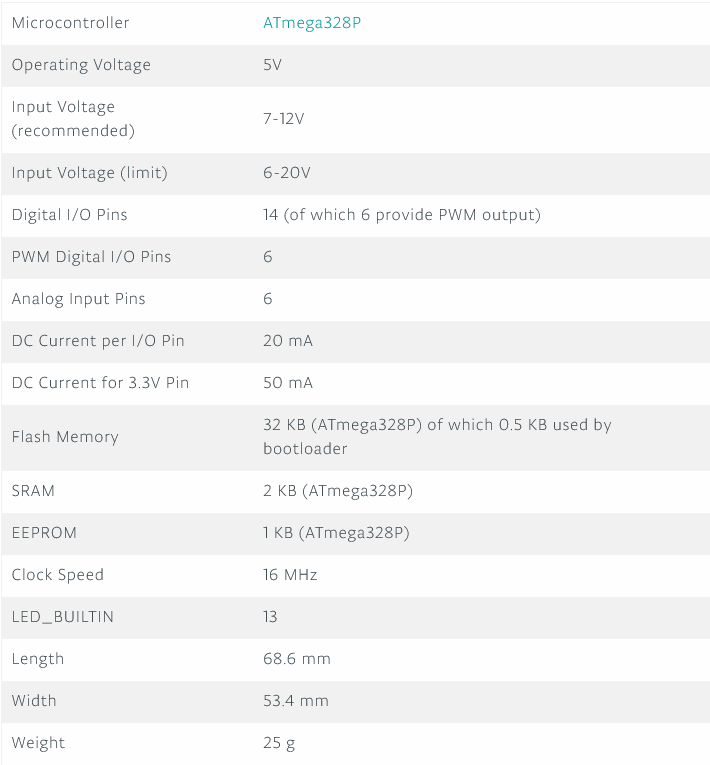 Microcontroller ATmega328P
Operating Voltage 5V
Input Voltage
(recommended) 7-12V
Input Voltage (limit) 6-20V
Digital I/O Pins 14 (of which 6 provide PWM output)
PWM Digital I/O Pins 6
Analog Input Pins 6
DC Current per I/O Pin 20 mA
DC Current for 3.3V Pin 50 mA
Flash Memory 32 KB (ATmega328P) of which 0.5 KB used by
bootloader
SRAM 2 KB (ATmega328P)
EEPROM 1 KB (ATmega328P)
Clock Speed 16 MHz
LED_BUILTIN 13
Length 68.6 mm
Width 53.4 mm
Weight 25 g